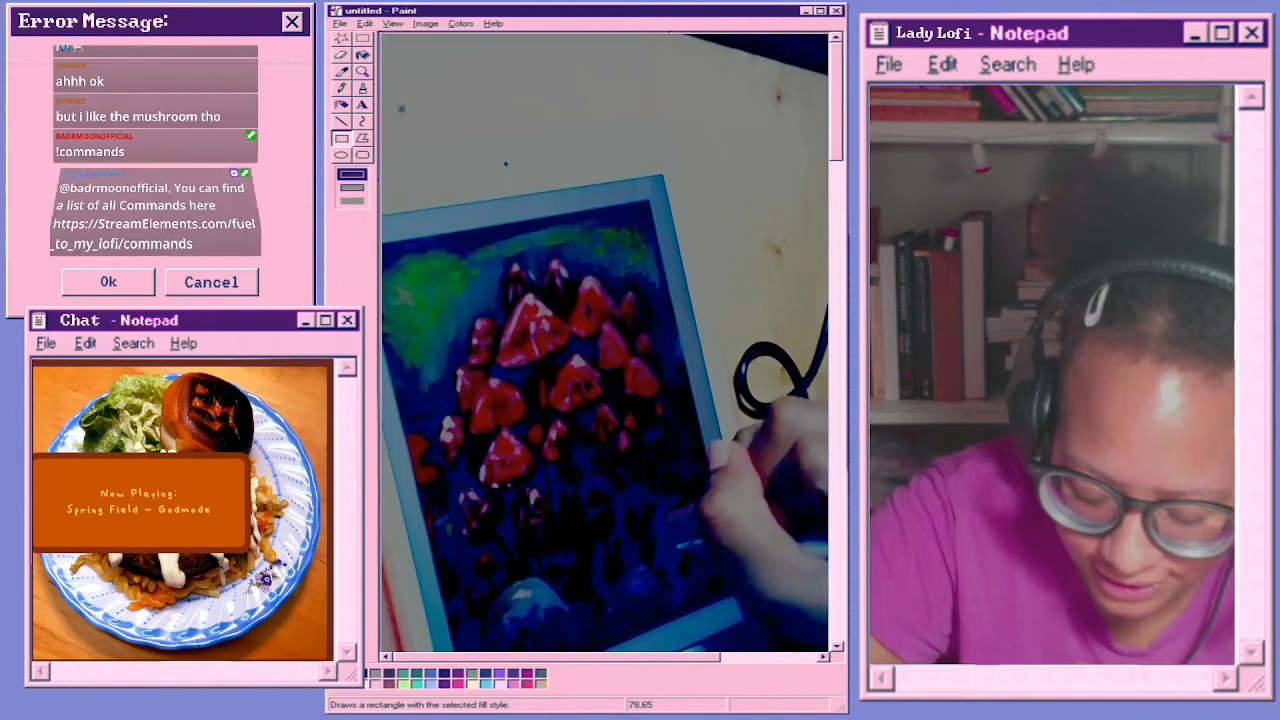 Error Message:
ahhh ok
but i like the mushroom tho
BADRMOONOFFICIAL
!commands
@badrmoonofficial, You can find
a list of all Commands here
https://StreamElements.com/fuel
_to_my_lofi/commands
Ok
Cancel
Chat - Notepad
File Edit Search Help
Now Playing:
Spring Field - Godmode
untitled - Paint
File Edit View Image Colors Help
A
Draws a rectangle with the selected fill style.
78,65
Lady Lofi - Notepad
File Edit Search Help